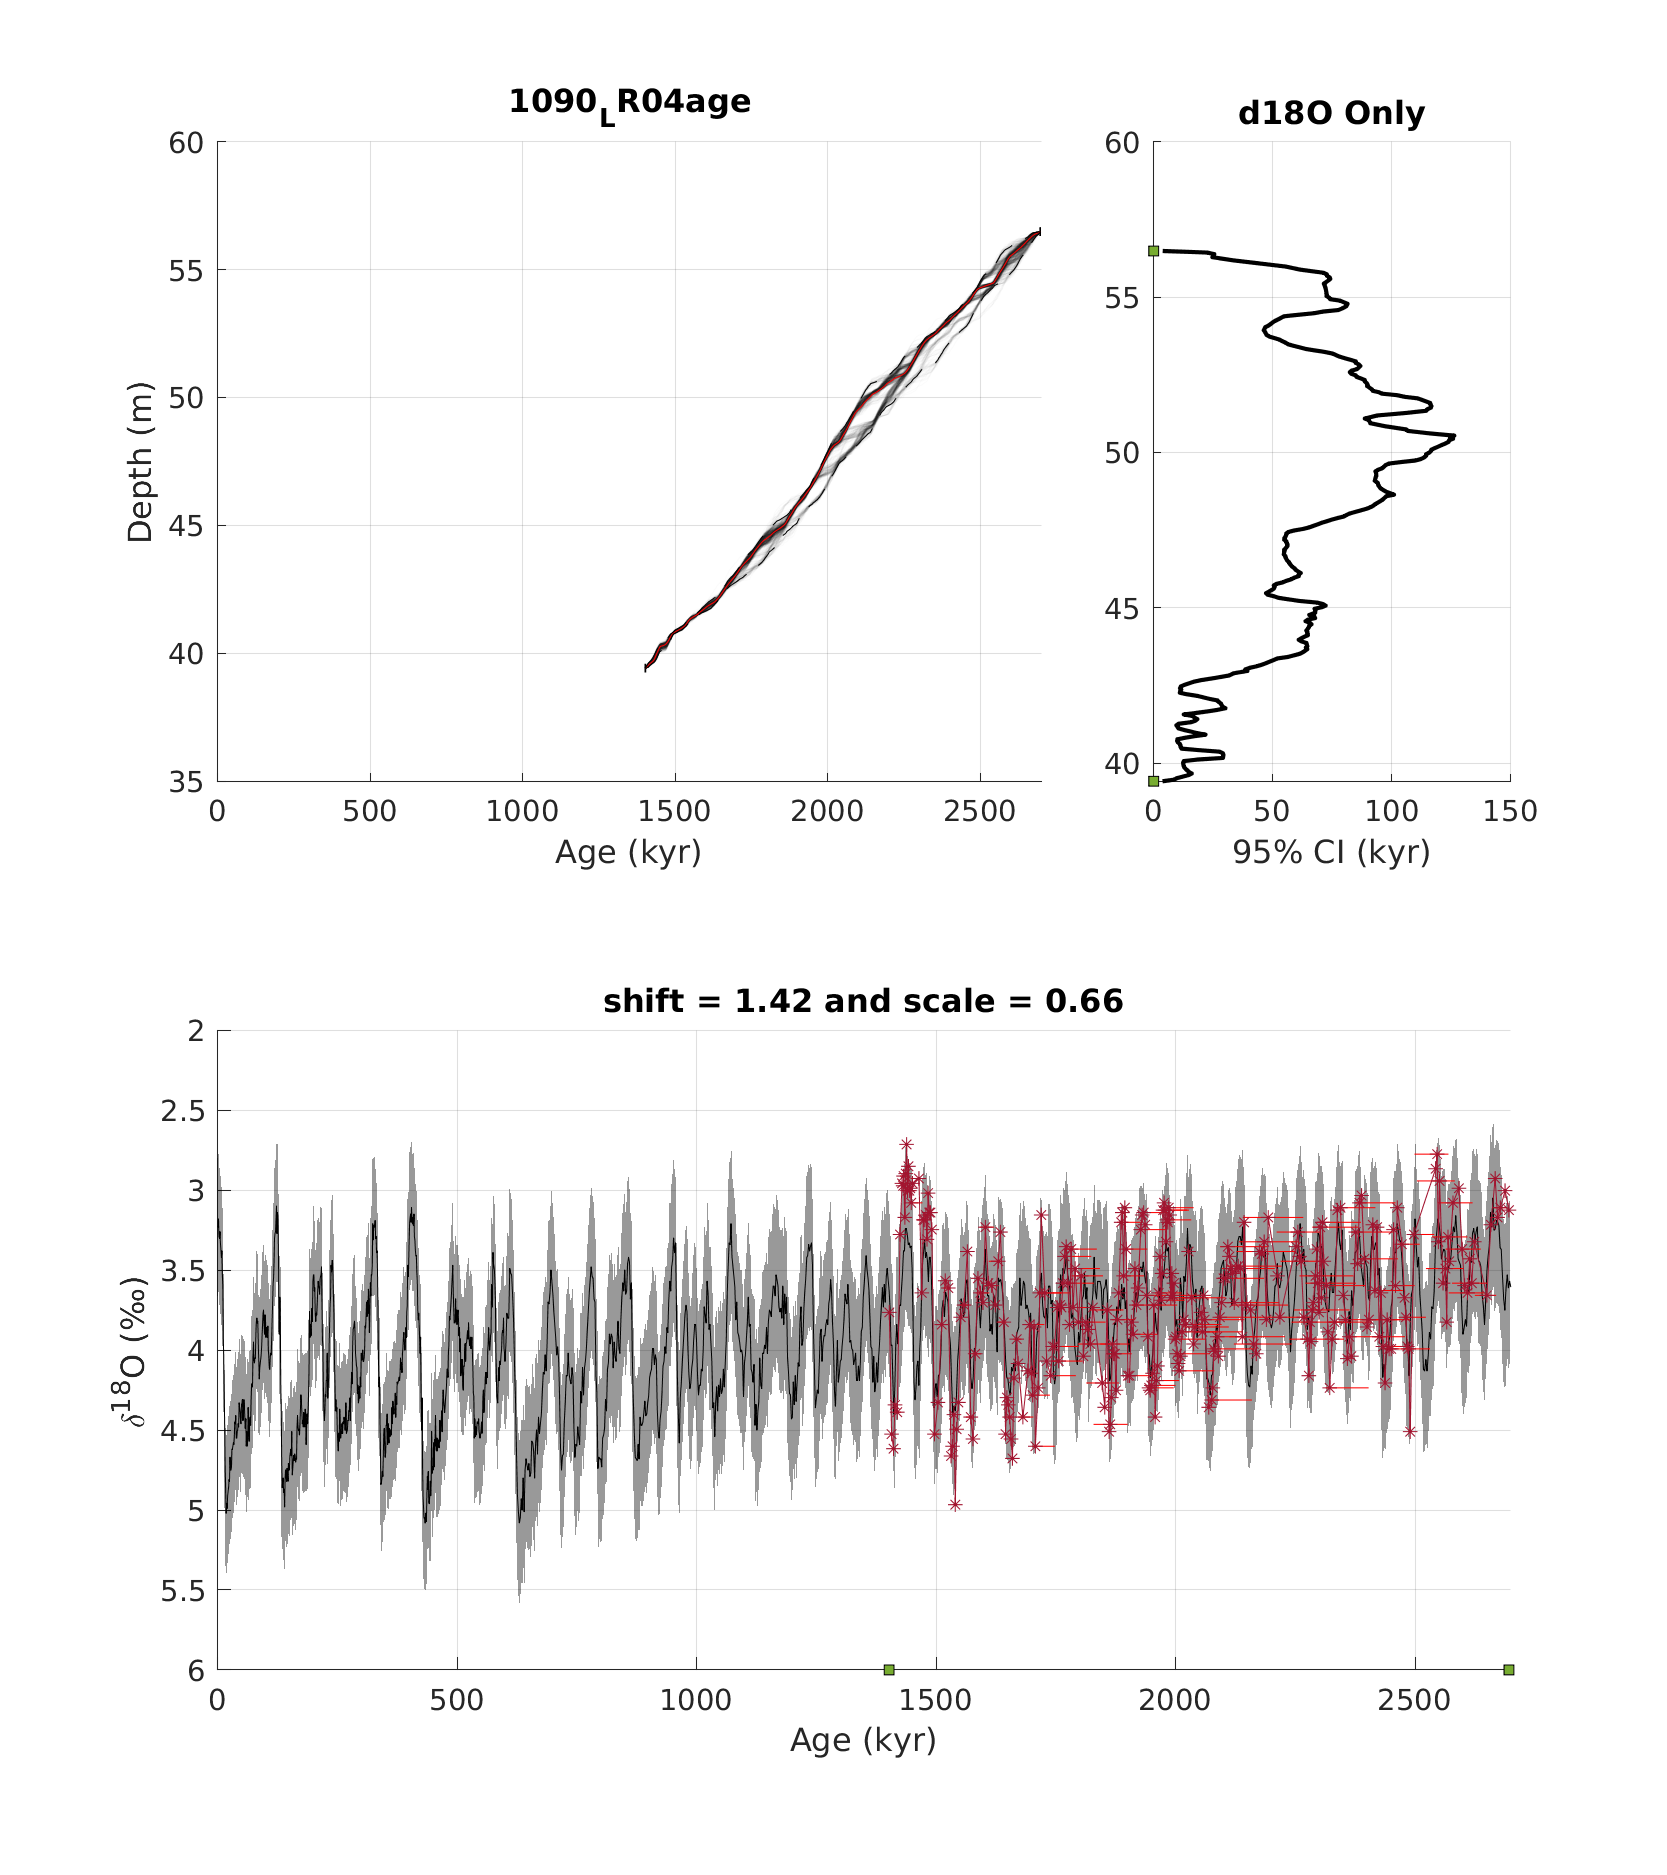 1090LR04age
d18O Only
60
55
50
45
40
35
Depth (m)
0 500 1000 1500 2000 2500
Age (kyr)
60
55
50
45
40
0 50 100 150
95% CI (kyr)
shift = 1.42 and scale = 0.66
2
2.5
3
3.5
4
4.5
5
5.5
6
δ18O (‰)
0 500 1000 1500 2000 2500
Age (kyr)